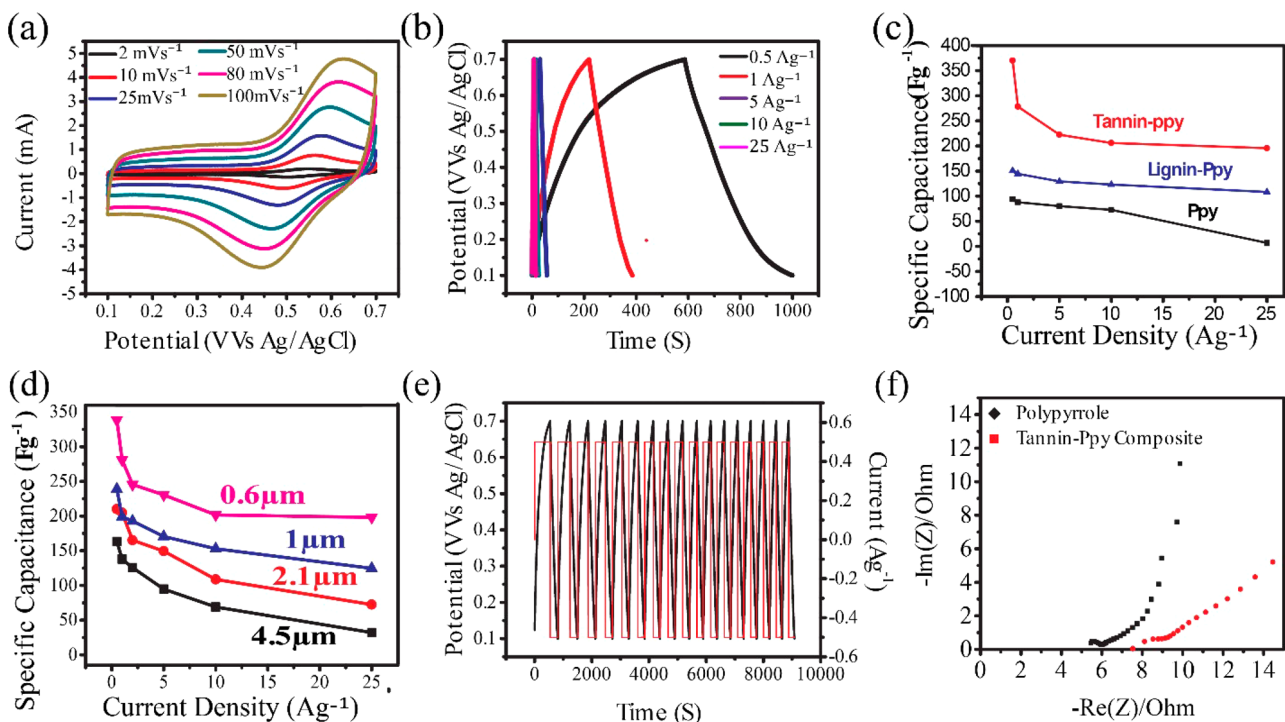 (a)
2 mVs⁻¹
10 mVs⁻¹
25mVs⁻¹
50 mVs⁻¹
80 mVs⁻¹
100mVs⁻¹
5
4
3
2
1
0
-1
-2
-3
-4
-5
Current (mA)
0.1 0.2 0.3 0.4 0.5 0.6 0.7
Potential (VVs Ag/AgCl)
(b)
0.5 Ag⁻¹
1 Ag⁻¹
5 Ag⁻¹
10 Ag⁻¹
25 Ag⁻¹
0.7
0.6
0.5
0.4
0.3
0.2
0.1
Potential (VVs Ag/AgCl)
0 200 400 600 800 1000
Time (S)
(c)
400
350
300
250
200
150
100
50
0
-50
-100
Specific Capacitance(Fg⁻¹)
Tannin-ppy
Lignin-Ppy
Ppy
0 5 10 15 20 25
Current Density (Ag⁻¹)
(d)
350
300
250
200
150
100
50
0
Specific Capacitance (Fg⁻¹)
0.6μm
1μm
2.1μm
4.5μm
0 5 10 15 20 25
Current Density (Ag⁻¹)
(e)
0.7
0.6
0.5
0.4
0.3
0.2
0.1
Potential (VVs Ag/AgCl)
0.6
0.4
0.2
0.0
-0.2
-0.4
-0.6
Current (Ag⁻¹)
0 2000 4000 6000 8000 10000
Time (S)
(f)
Polypyrrole
Tannin-Ppy Composite
14
12
10
8
6
4
2
0
-Im(Z)/Ohm
0 2 4 6 8 10 12 14
-Re(Z)/Ohm